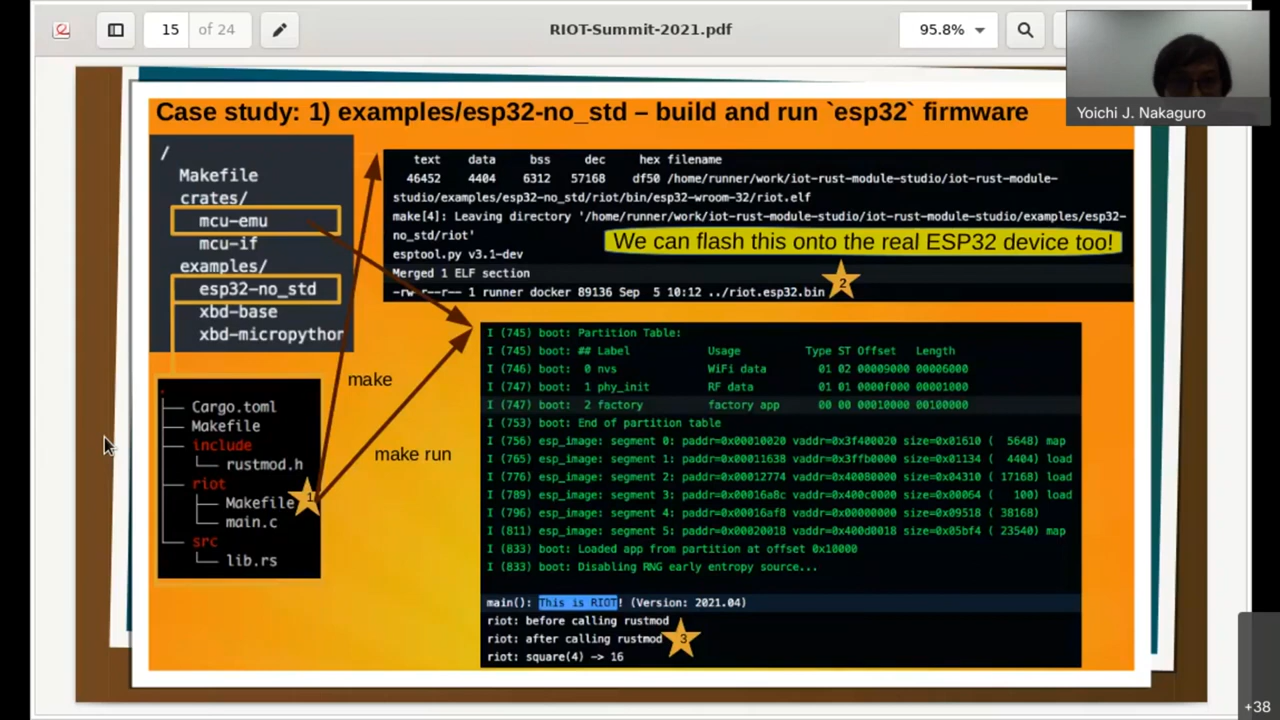 15 of 24
RIOT-Summit-2021.pdf
95.8%
Yoichi J. Nakaguro
Case study: 1) examples/esp32-no_std – build and run `esp32` firmware
/
Makefile
crates/
mcu-emu
mcu-if
examples/
esp32-no_std
xbd-base
xbd-micropython
text data bss dec hex filename
46452 4404 6312 57168 df50 /home/runner/work/iot-rust-module-studio/iot-rust-module-
studio/examples/esp32-no_std/riot/bin/esp32-wroom-32/riot.elf
make[4]: Leaving directory '/home/runner/work/iot-rust-module-studio/iot-rust-module-studio/examples/esp32-
no_std/riot'
We can flash this onto the real ESP32 device too!
esptool.py v3.1-dev
Merged 1 ELF section
-rw-r--r-- 1 runner docker 89136 Sep 5 10:12 ../riot.esp32.bin
2
make
make run
.
├── Cargo.toml
├── Makefile
├── include
│ └── rustmod.h
├── riot
│ ├── Makefile
1
│ └── main.c
└── src
└── lib.rs
I (745) boot: Partition Table:
I (745) boot: ## Label Usage Type ST Offset Length
I (746) boot: 0 nvs WiFi data 01 02 00009000 00006000
I (747) boot: 1 phy_init RF data 01 01 0000f000 00001000
I (747) boot: 2 factory factory app 00 00 00010000 00100000
I (753) boot: End of partition table
I (756) esp_image: segment 0: paddr=0x00010020 vaddr=0x3f400020 size=0x01610 ( 5648) map
I (765) esp_image: segment 1: paddr=0x00011638 vaddr=0x3ffb0000 size=0x01134 ( 4404) load
I (776) esp_image: segment 2: paddr=0x00012774 vaddr=0x40080000 size=0x04310 ( 17168) load
I (789) esp_image: segment 3: paddr=0x00016a8c vaddr=0x400c0000 size=0x00064 ( 100) load
I (796) esp_image: segment 4: paddr=0x00016af8 vaddr=0x00000000 size=0x09518 ( 38168)
I (811) esp_image: segment 5: paddr=0x00020018 vaddr=0x400d0018 size=0x05bf4 ( 23540) map
I (833) boot: Loaded app from partition at offset 0x10000
I (833) boot: Disabling RNG early entropy source...
main(): This is RIOT! (Version: 2021.04)
riot: before calling rustmod
riot: after calling rustmod
3
riot: square(4) -> 16
+38